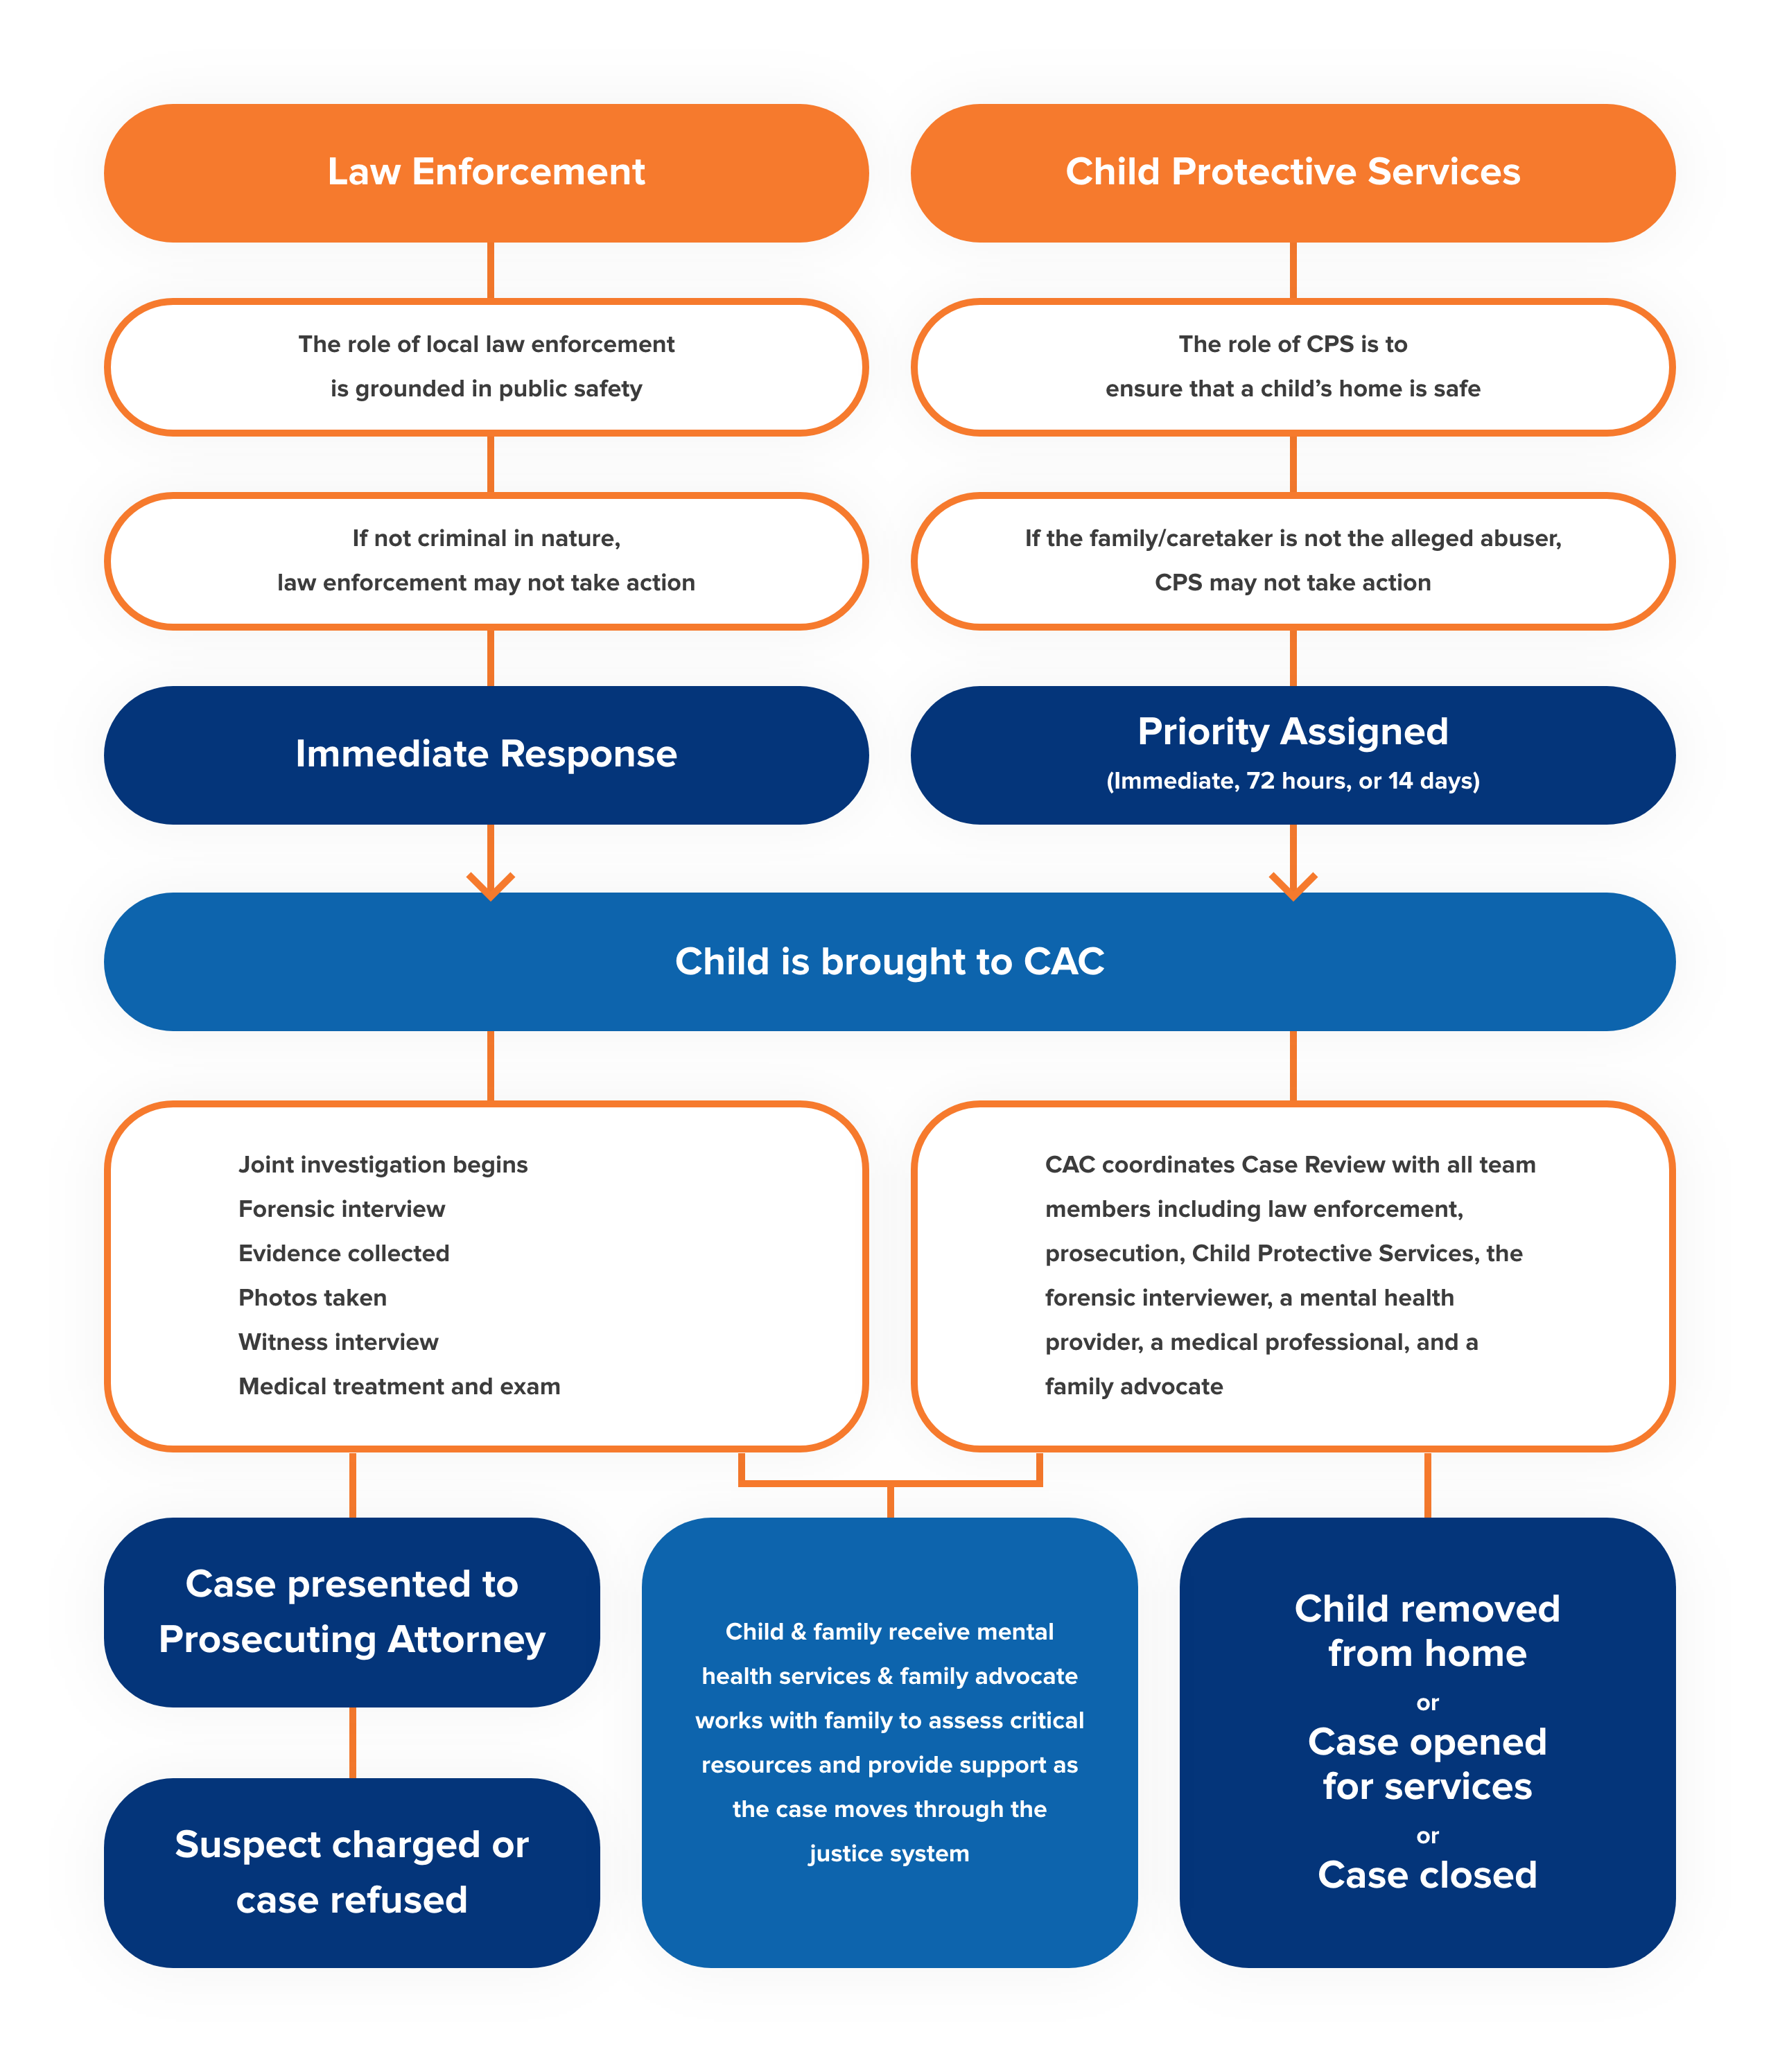 Law Enforcement
Child Protective Services
The role of local law enforcement
is grounded in public safety
The role of CPS is to
ensure that a child’s home is safe
If not criminal in nature,
law enforcement may not take action
If the family/caretaker is not the alleged abuser,
CPS may not take action
Immediate Response
Priority Assigned
(Immediate, 72 hours, or 14 days)
Child is brought to CAC
Joint investigation begins
Forensic interview
Evidence collected
Photos taken
Witness interview
Medical treatment and exam
CAC coordinates Case Review with all team
members including law enforcement,
prosecution, Child Protective Services, the
forensic interviewer, a mental health
provider, a medical professional, and a
family advocate
Case presented to
Prosecuting Attorney
Suspect charged or
case refused
Child & family receive mental
health services & family advocate
works with family to assess critical
resources and provide support as
the case moves through the
justice system
Child removed
from home
or
Case opened
for services
or
Case closed